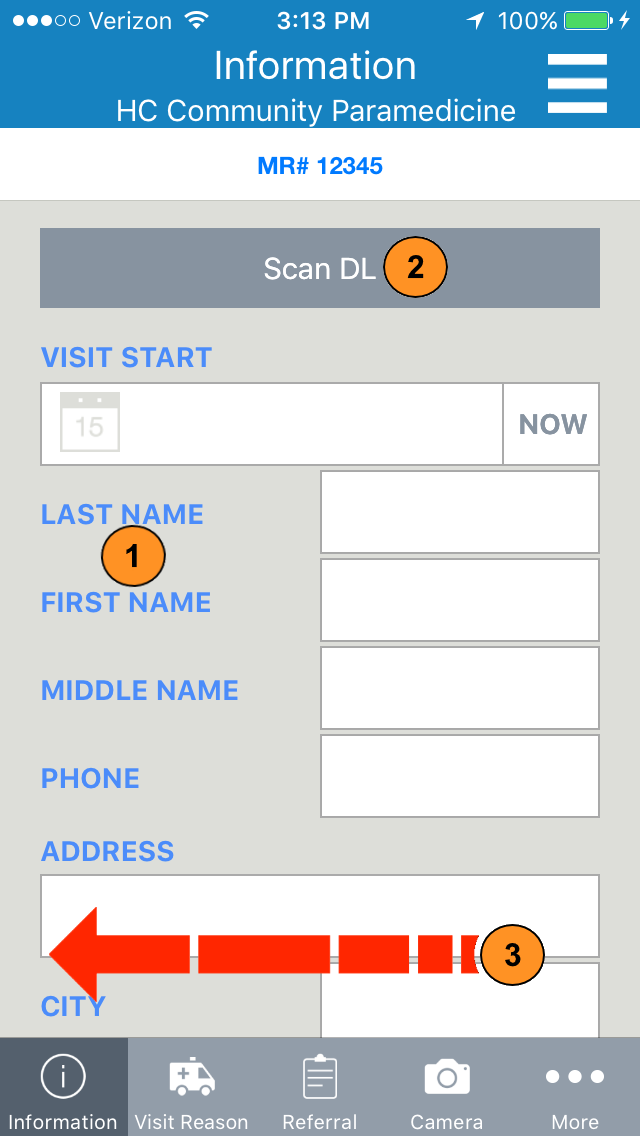 Verizon 3:13 PM 100%
Information
HC Community Paramedicine
MR# 12345
Scan DL 2
VISIT START
15 NOW
LAST NAME
1
FIRST NAME
MIDDLE NAME
PHONE
ADDRESS
3
CITY
i
Information Visit Reason Referral Camera More